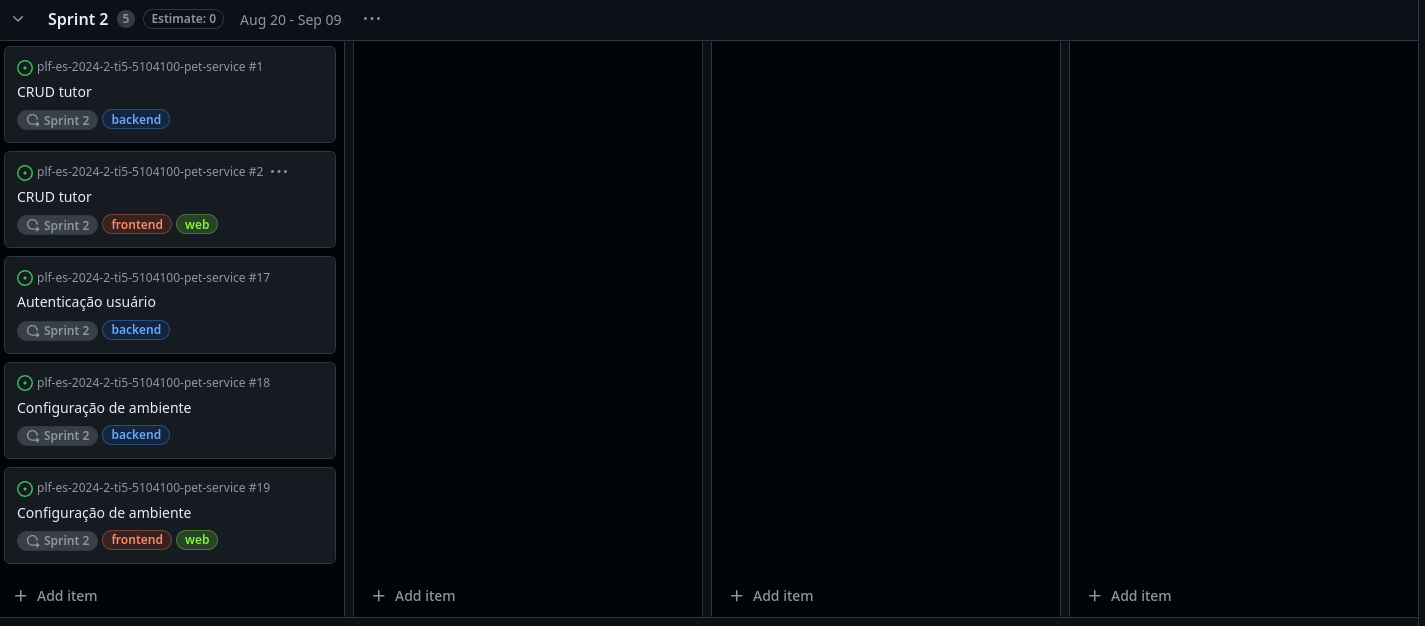 Sprint 2 5 Estimate: 0 Aug 20 - Sep 09 ...
plf-es-2024-2-ti5-5104100-pet-service #1
CRUD tutor
Sprint 2 backend
plf-es-2024-2-ti5-5104100-pet-service #2 ...
CRUD tutor
Sprint 2 frontend web
plf-es-2024-2-ti5-5104100-pet-service #17
Autenticação usuário
Sprint 2 backend
plf-es-2024-2-ti5-5104100-pet-service #18
Configuração de ambiente
Sprint 2 backend
plf-es-2024-2-ti5-5104100-pet-service #19
Configuração de ambiente
Sprint 2 frontend web
+ Add item + Add item + Add item + Add item